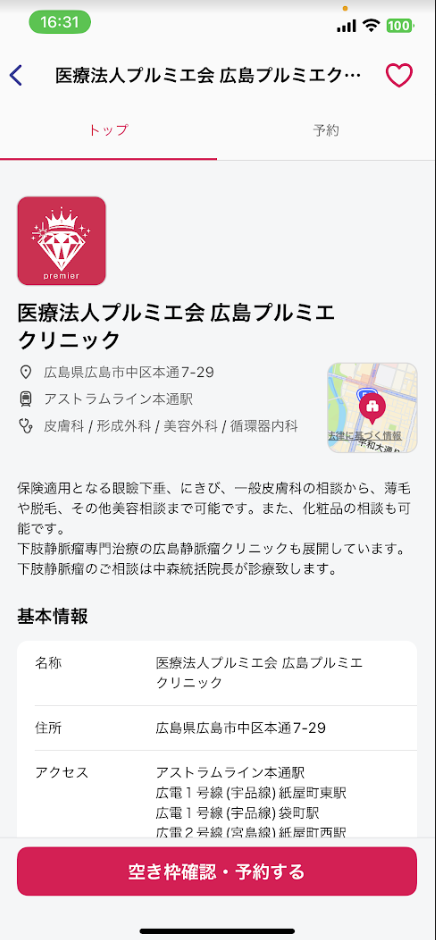 16:31
100
医療法人プルミエ会 広島プルミエク…
トップ
予約
premier
医療法人プルミエ会 広島プルミエ
クリニック
広島県広島市中区本通7-29
アストラムライン本通駅
皮膚科 / 形成外科 / 美容外科 / 循環器内科
法律に基づく情報
平和大通り
保険適用となる眼瞼下垂、にきび、一般皮膚科の相談から、薄毛
や脱毛、その他美容相談まで可能です。また、化粧品の相談も可
能です。
下肢静脈瘤専門治療の広島静脈瘤クリニックも展開しています。
下肢静脈瘤のご相談は中森統括院長が診療致します。
基本情報
名称
医療法人プルミエ会 広島プルミエ
クリニック
住所
広島県広島市中区本通7-29
アクセス
アストラムライン本通駅
広電１号線 (宇品線) 紙屋町東駅
広電１号線 (宇品線) 袋町駅
広電２号線 (宮島線) 紙屋町西駅
空き枠確認・予約する